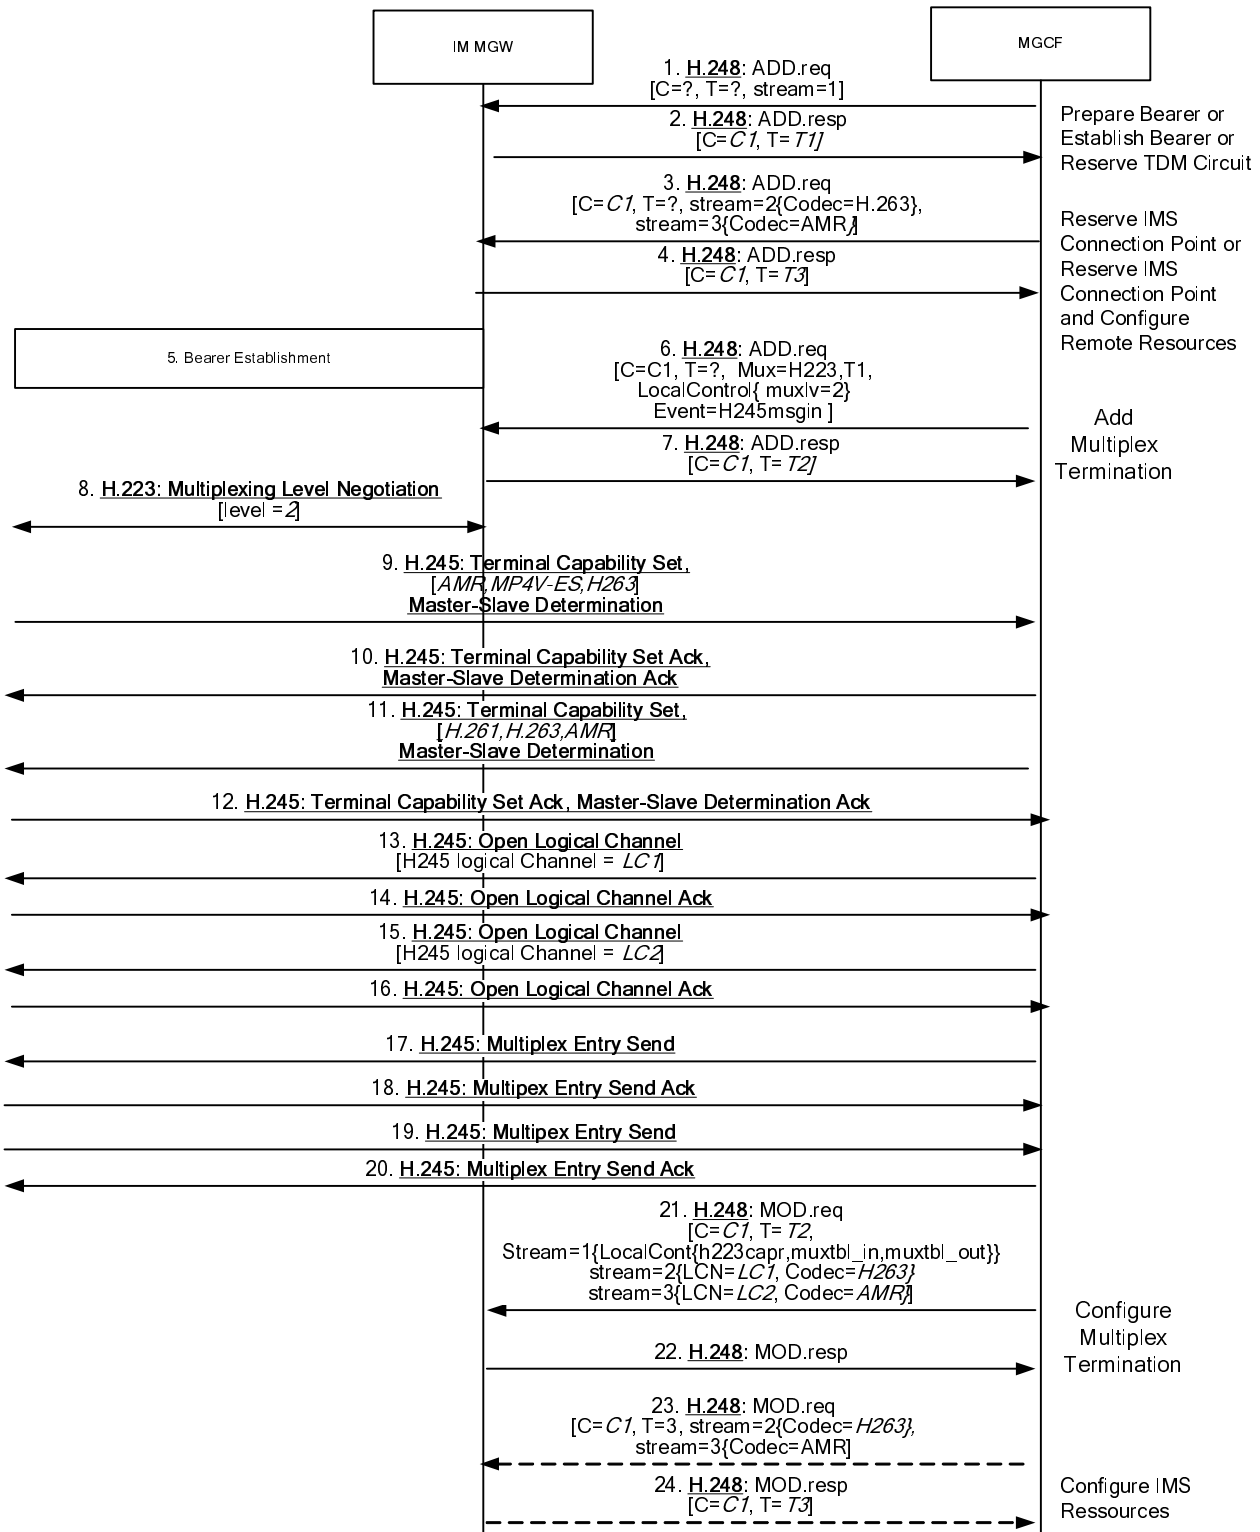 IM MGW
MGCF
1. H.248: ADD.req
[C=?, T=?, stream=1]
2. H.248: ADD.resp
[C=C1, T=T1]
Prepare Bearer or
Establish Bearer or
Reserve TDM Circuit
3. H.248: ADD.req
[C=C1, T=?, stream=2{Codec=H.263},
stream=3{Codec=AMR}]
4. H.248: ADD.resp
[C=C1, T=T3]
Reserve IMS
Connection Point or
Reserve IMS
Connection Point
and Configure
Remote Resources
5. Bearer Establishment
6. H.248: ADD.req
[C=C1, T=?, Mux=H223,T1,
LocalControl{ muxlv=2}
Event=H245msgin ]
7. H.248: ADD.resp
[C=C1, T=T2]
Add
Multiplex
Termination
8. H.223: Multiplexing Level Negotiation
[level =2]
9. H.245: Terminal Capability Set,
[AMR,MP4V-ES,H263]
Master-Slave Determination
10. H.245: Terminal Capability Set Ack,
Master-Slave Determination Ack
11. H.245: Terminal Capability Set,
[H.261,H.263,AMR]
Master-Slave Determination
12. H.245: Terminal Capability Set Ack, Master-Slave Determination Ack
13. H.245: Open Logical Channel
[H245 logical Channel = LC1]
14. H.245: Open Logical Channel Ack
15. H.245: Open Logical Channel
[H245 logical Channel = LC2]
16. H.245: Open Logical Channel Ack
17. H.245: Multiplex Entry Send
18. H.245: Multipex Entry Send Ack
19. H.245: Multipex Entry Send
20. H.245: Multiplex Entry Send Ack
21. H.248: MOD.req
[C=C1, T=T2,
Stream=1{LocalCont{h223capr,muxtbl_in,muxtbl_out}}
stream=2{LCN=LC1, Codec=H263}
stream=3{LCN=LC2, Codec=AMR}]
22. H.248: MOD.resp
Configure
Multiplex
Termination
23. H.248: MOD.req
[C=C1, T=3, stream=2{Codec=H263},
stream=3{Codec=AMR]
24. H.248: MOD.resp
[C=C1, T=T3]
Configure IMS
Ressources